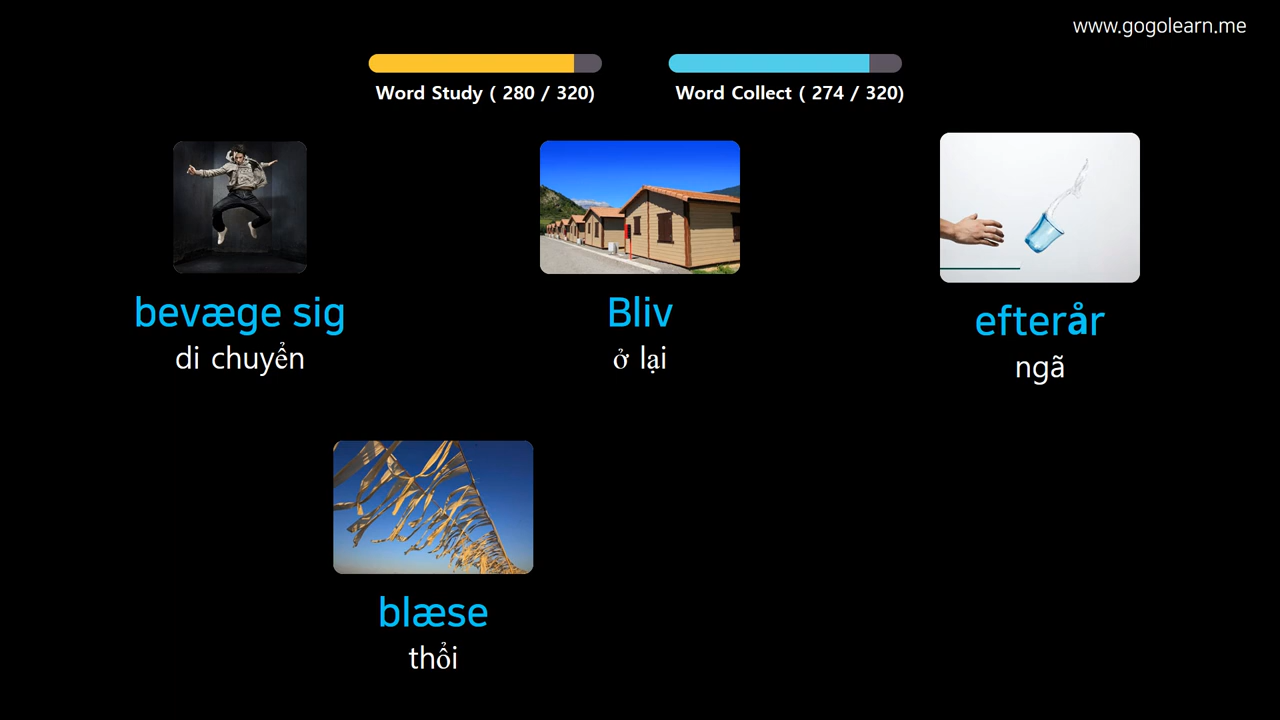 www.gogolearn.me
Word Study ( 280 / 320)
Word Collect ( 274 / 320)
bevæge sig
di chuyển
Bliv
ở lại
efterår
ngã
blæse
thổi